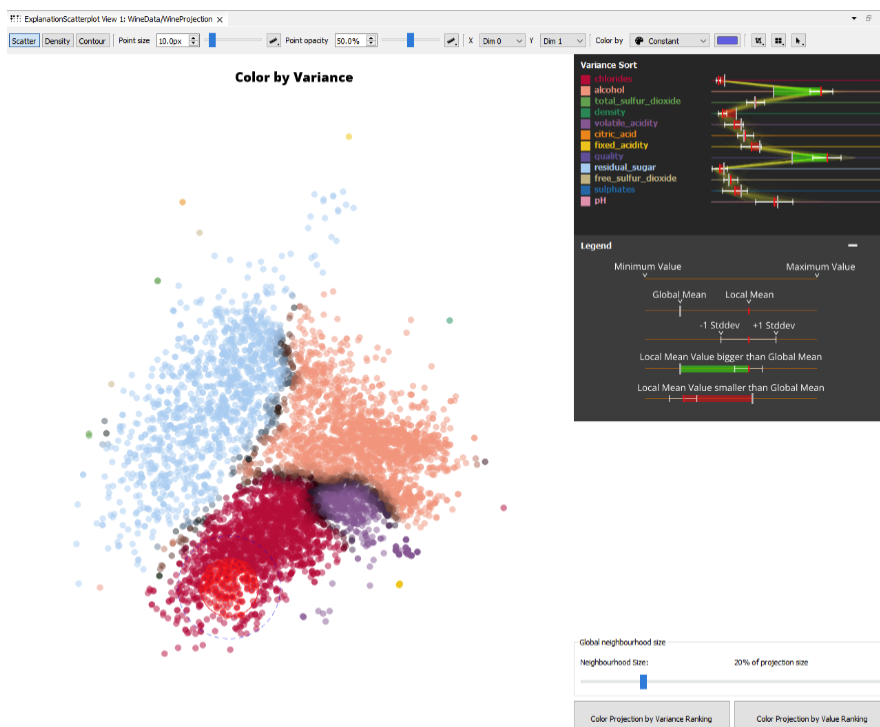 ExplanationScatterplot View 1: WineData/WineProjection
Scatter Density Contour Point size 10.0px Point opacity 50.0% X Dim 0 Y Dim 1 Color by Constant
Color by Variance
Variance Sort
chlorides
alcohol
total_sulfur_dioxide
density
volatile_acidity
citric_acid
fixed_acidity
quality
residual_sugar
free_sulfur_dioxide
sulphates
pH
Legend
Minimum Value Maximum Value
Global Mean Local Mean
-1 Stddev +1 Stddev
Local Mean Value bigger than Global Mean
Local Mean Value smaller than Global Mean
Global neighbourhood size
Neighbourhood Size: 20% of projection size
Color Projection by Variance Ranking Color Projection by Value Ranking